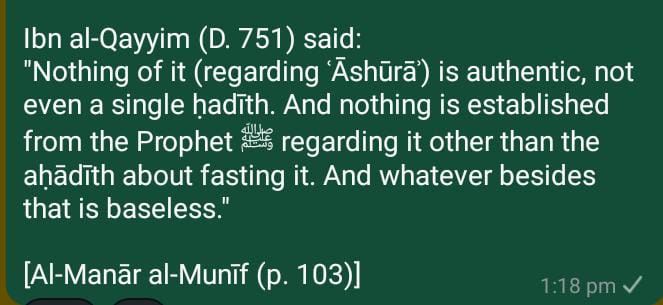 Ibn al-Qayyim (D. 751) said:
"Nothing of it (regarding ʿĀshūrāʾ) is authentic, not
even a single ḥadīth. And nothing is established
from the Prophet ﷺ regarding it other than the
aḥādīth about fasting it. And whatever besides
that is baseless."
[Al-Manār al-Munīf (p. 103)]
1:18 pm ✓